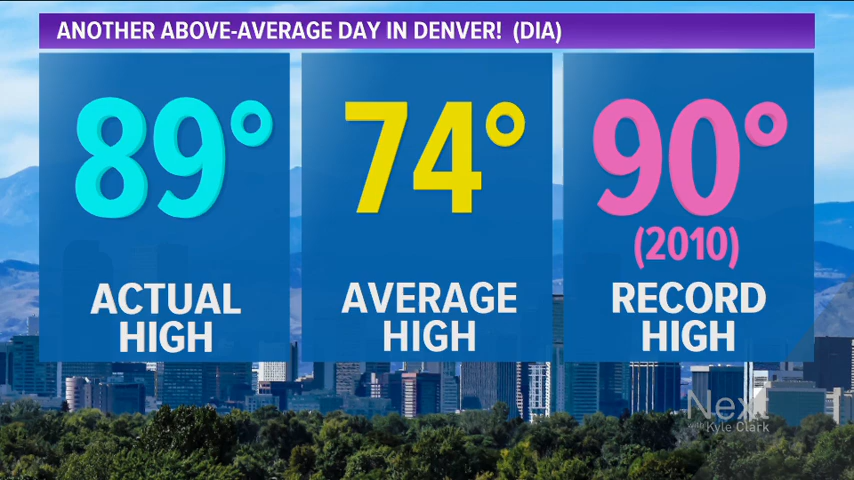 ANOTHER ABOVE-AVERAGE DAY IN DENVER! (DIA)
89°
ACTUAL
HIGH
74°
AVERAGE
HIGH
90°
(2010)
RECORD
HIGH
Next
with Kyle Clark